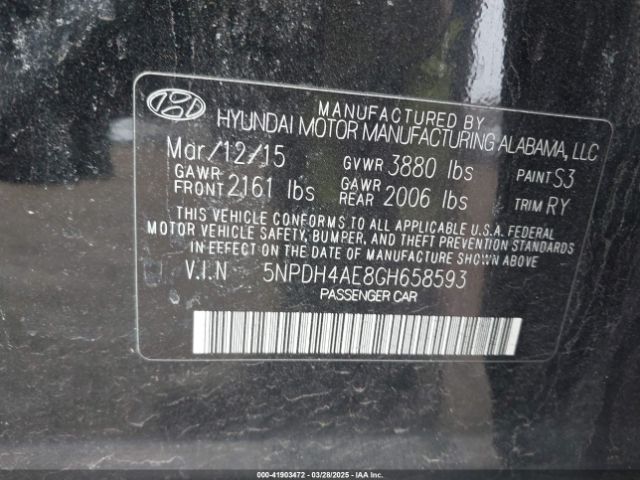 MANUFACTURED BY
HYUNDAI MOTOR MANUFACTURING ALABAMA, LLC
Mar/12/15 GVWR 3880 lbs PAINT S3
GAWR FRONT 2161 lbs GAWR REAR 2006 lbs TRIM RY
THIS VEHICLE CONFORMS TO ALL APPLICABLE U.S.A. FEDERAL
MOTOR VEHICLE SAFETY, BUMPER, AND THEFT PREVENTION STANDARDS
IN EFFECT ON THE DATE OF MANUFACTURE SHOWN ABOVE
V.I.N 5NPDH4AE8GH658593
PASSENGER CAR
000-41903472 - 03/28/2025 - IAABODYSHOTS